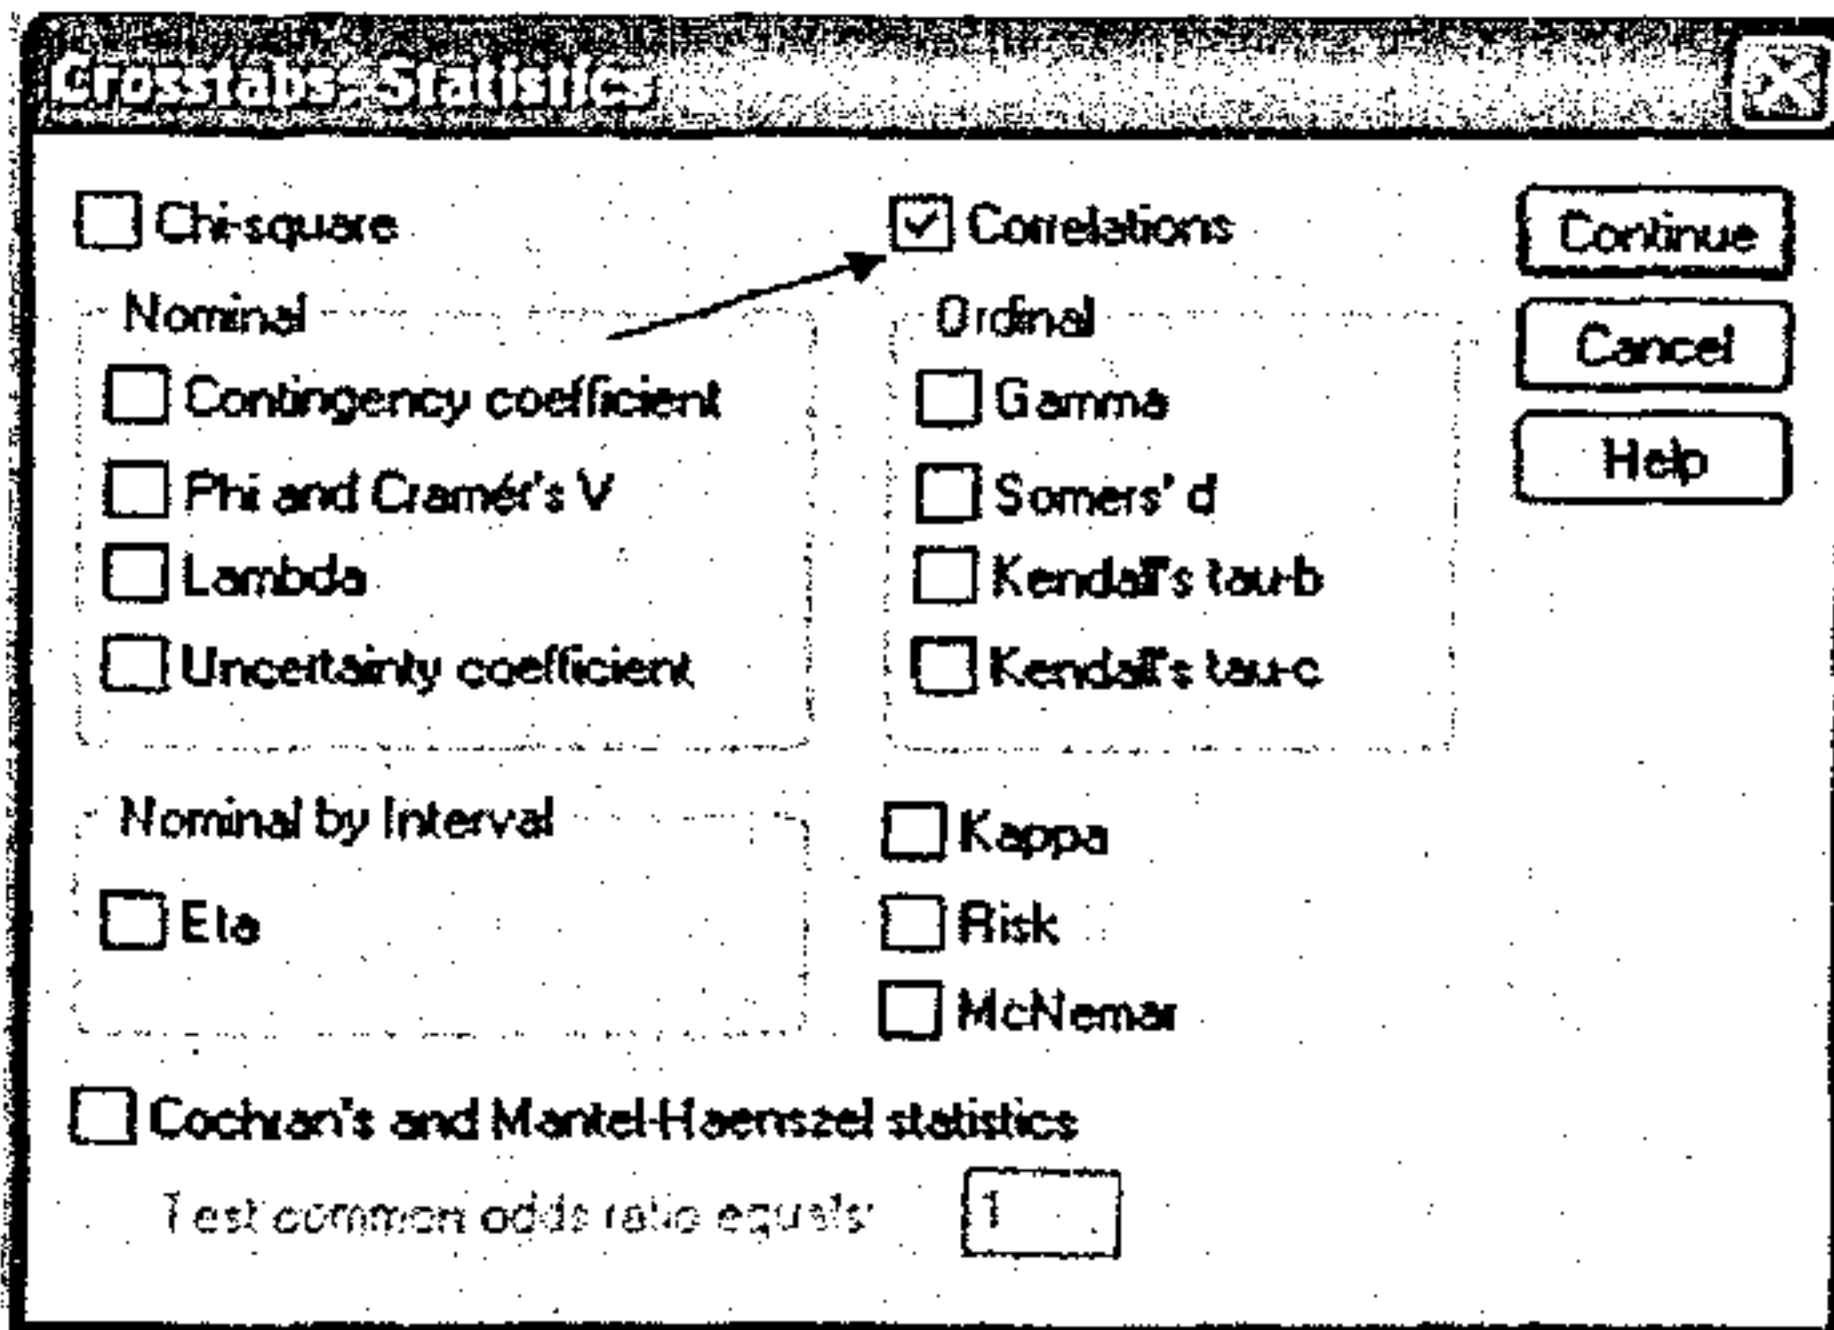 Crosstabs: Statistics
Chi-square
Correlations
Continue
Nominal
Ordinal
Cancel
Contingency coefficient
Gamma
Help
Phi and Cramér's V
Somers' d
Lambda
Kendall's tau-b
Uncertainty coefficient
Kendall's tau-c
Nominal by Interval
Kappa
Eta
Risk
McNemar
Cochran's and Mantel-Haenszel statistics
Test common odds ratio equals: 1